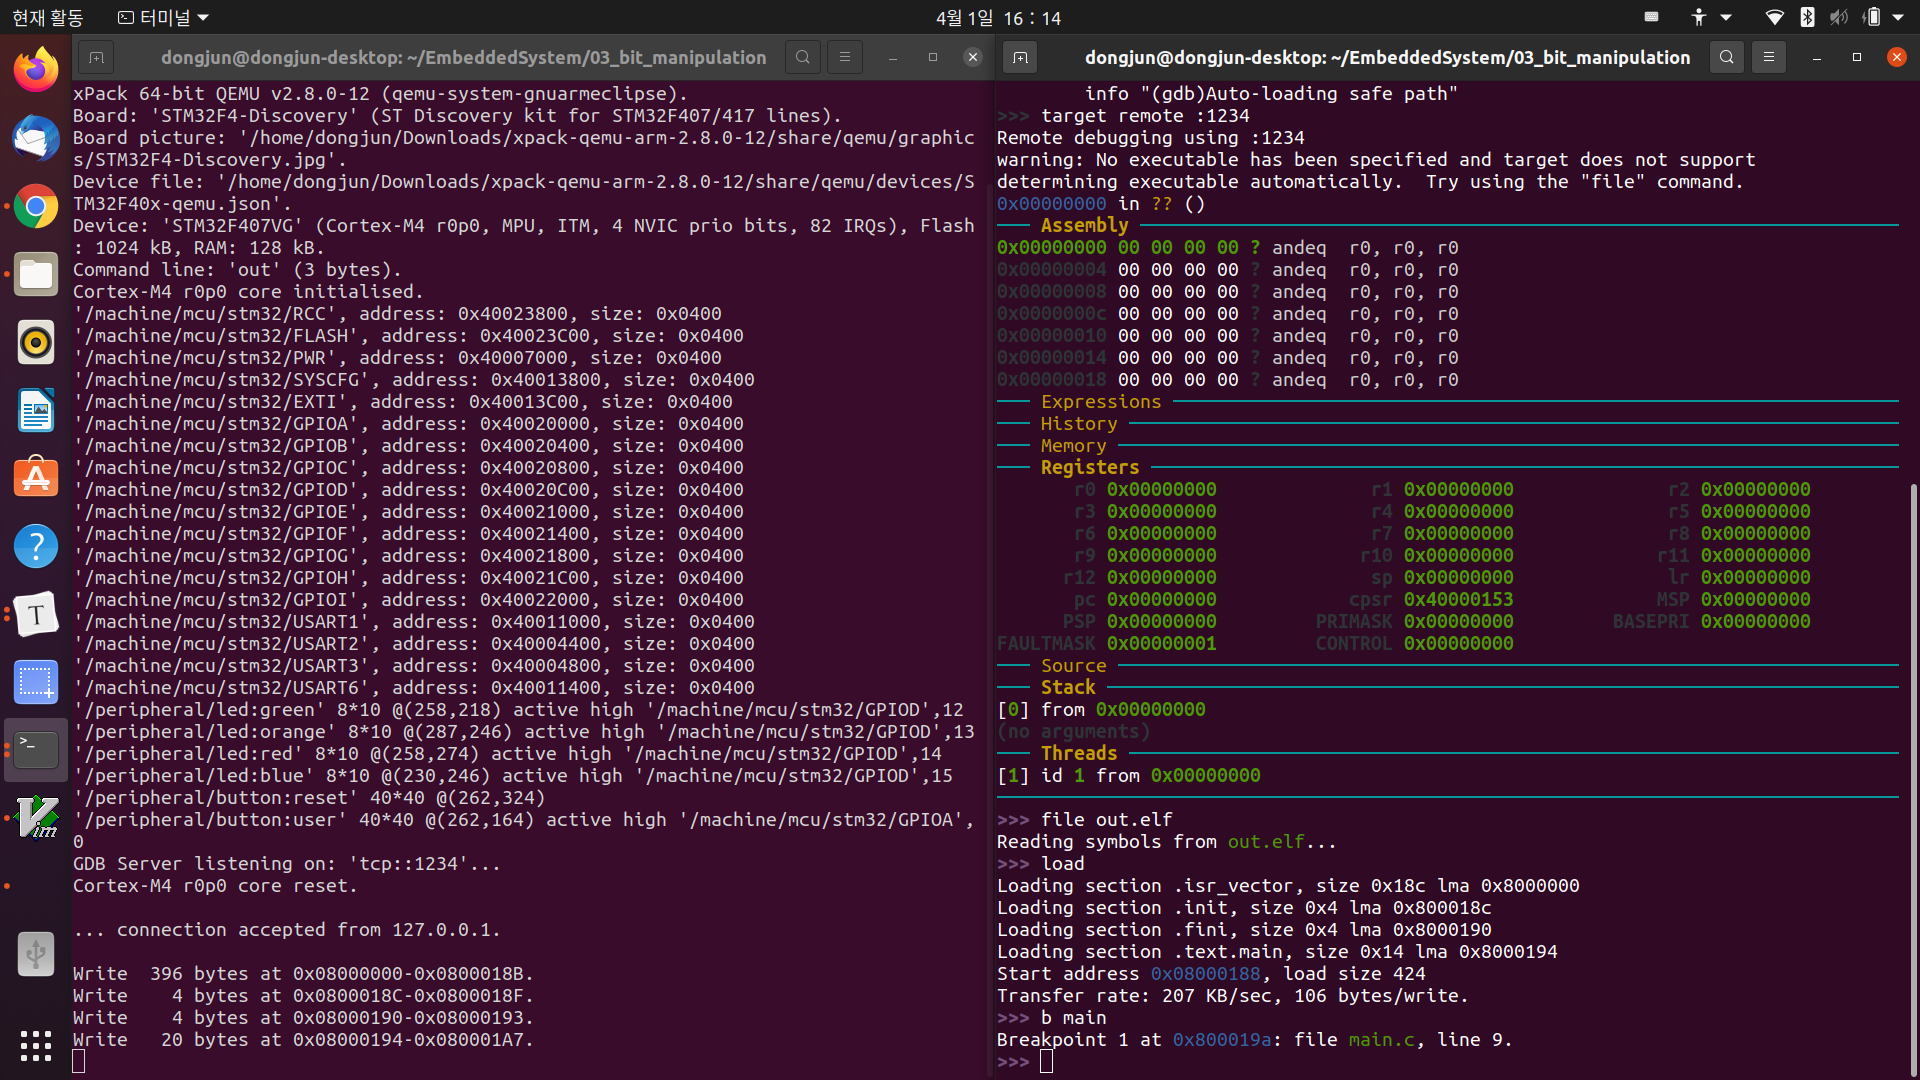 현재 활동
터미널
4월 1일 16 : 14
dongjun@dongjun-desktop: ~/EmbeddedSystem/03_bit_manipulation
xPack 64-bit QEMU v2.8.0-12 (qemu-system-gnuarmeclipse).
Board: 'STM32F4-Discovery' (ST Discovery kit for STM32F407/417 lines).
Board picture: '/home/dongjun/Downloads/xpack-qemu-arm-2.8.0-12/share/qemu/graphic
s/STM32F4-Discovery.jpg'.
Device file: '/home/dongjun/Downloads/xpack-qemu-arm-2.8.0-12/share/qemu/devices/S
TM32F40x-qemu.json'.
Device: 'STM32F407VG' (Cortex-M4 r0p0, MPU, ITM, 4 NVIC prio bits, 82 IRQs), Flash
: 1024 kB, RAM: 128 kB.
Command line: 'out' (3 bytes).
Cortex-M4 r0p0 core initialised.
'/machine/mcu/stm32/RCC', address: 0x40023800, size: 0x0400
'/machine/mcu/stm32/FLASH', address: 0x40023C00, size: 0x0400
'/machine/mcu/stm32/PWR', address: 0x40007000, size: 0x0400
'/machine/mcu/stm32/SYSCFG', address: 0x40013800, size: 0x0400
'/machine/mcu/stm32/EXTI', address: 0x40013C00, size: 0x0400
'/machine/mcu/stm32/GPIOA', address: 0x40020000, size: 0x0400
'/machine/mcu/stm32/GPIOB', address: 0x40020400, size: 0x0400
'/machine/mcu/stm32/GPIOC', address: 0x40020800, size: 0x0400
'/machine/mcu/stm32/GPIOD', address: 0x40020C00, size: 0x0400
'/machine/mcu/stm32/GPIOE', address: 0x40021000, size: 0x0400
'/machine/mcu/stm32/GPIOF', address: 0x40021400, size: 0x0400
'/machine/mcu/stm32/GPIOG', address: 0x40021800, size: 0x0400
'/machine/mcu/stm32/GPIOH', address: 0x40021C00, size: 0x0400
'/machine/mcu/stm32/GPIOI', address: 0x40022000, size: 0x0400
'/machine/mcu/stm32/USART1', address: 0x40011000, size: 0x0400
'/machine/mcu/stm32/USART2', address: 0x40004400, size: 0x0400
'/machine/mcu/stm32/USART3', address: 0x40004800, size: 0x0400
'/machine/mcu/stm32/USART6', address: 0x40011400, size: 0x0400
'/peripheral/led:green' 8*10 @(258,218) active high '/machine/mcu/stm32/GPIOD',12
'/peripheral/led:orange' 8*10 @(287,246) active high '/machine/mcu/stm32/GPIOD',13
'/peripheral/led:red' 8*10 @(258,274) active high '/machine/mcu/stm32/GPIOD',14
'/peripheral/led:blue' 8*10 @(230,246) active high '/machine/mcu/stm32/GPIOD',15
'/peripheral/button:reset' 40*40 @(262,324)
'/peripheral/button:user' 40*40 @(262,164) active high '/machine/mcu/stm32/GPIOA',
0
GDB Server listening on: 'tcp::1234'...
Cortex-M4 r0p0 core reset.
... connection accepted from 127.0.0.1.
Write  396 bytes at 0x08000000-0x0800018B.
Write    4 bytes at 0x0800018C-0x0800018F.
Write    4 bytes at 0x08000190-0x08000193.
Write   20 bytes at 0x08000194-0x080001A7.
dongjun@dongjun-desktop: ~/EmbeddedSystem/03_bit_manipulation
info "(gdb)Auto-loading safe path"
>>> target remote :1234
Remote debugging using :1234
warning: No executable has been specified and target does not support
determining executable automatically.  Try using the "file" command.
0x00000000 in ?? ()
Assembly
0x00000000 00 00 00 00 ? andeq  r0, r0, r0
0x00000004 00 00 00 00 ? andeq  r0, r0, r0
0x00000008 00 00 00 00 ? andeq  r0, r0, r0
0x0000000c 00 00 00 00 ? andeq  r0, r0, r0
0x00000010 00 00 00 00 ? andeq  r0, r0, r0
0x00000014 00 00 00 00 ? andeq  r0, r0, r0
0x00000018 00 00 00 00 ? andeq  r0, r0, r0
Expressions
History
Memory
Registers
r0 0x00000000 r1 0x00000000 r2 0x00000000
r3 0x00000000 r4 0x00000000 r5 0x00000000
r6 0x00000000 r7 0x00000000 r8 0x00000000
r9 0x00000000 r10 0x00000000 r11 0x00000000
r12 0x00000000 sp 0x00000000 lr 0x00000000
pc 0x00000000 cpsr 0x40000153 MSP 0x00000000
PSP 0x00000000 PRIMASK 0x00000000 BASEPRI 0x00000000
FAULTMASK 0x00000001 CONTROL 0x00000000
Source
Stack
[0] from 0x00000000
(no arguments)
Threads
[1] id 1 from 0x00000000
>>> file out.elf
Reading symbols from out.elf...
>>> load
Loading section .isr_vector, size 0x18c lma 0x8000000
Loading section .init, size 0x4 lma 0x800018c
Loading section .fini, size 0x4 lma 0x8000190
Loading section .text.main, size 0x14 lma 0x8000194
Start address 0x08000188, load size 424
Transfer rate: 207 KB/sec, 106 bytes/write.
>>> b main
Breakpoint 1 at 0x800019a: file main.c, line 9.
>>>